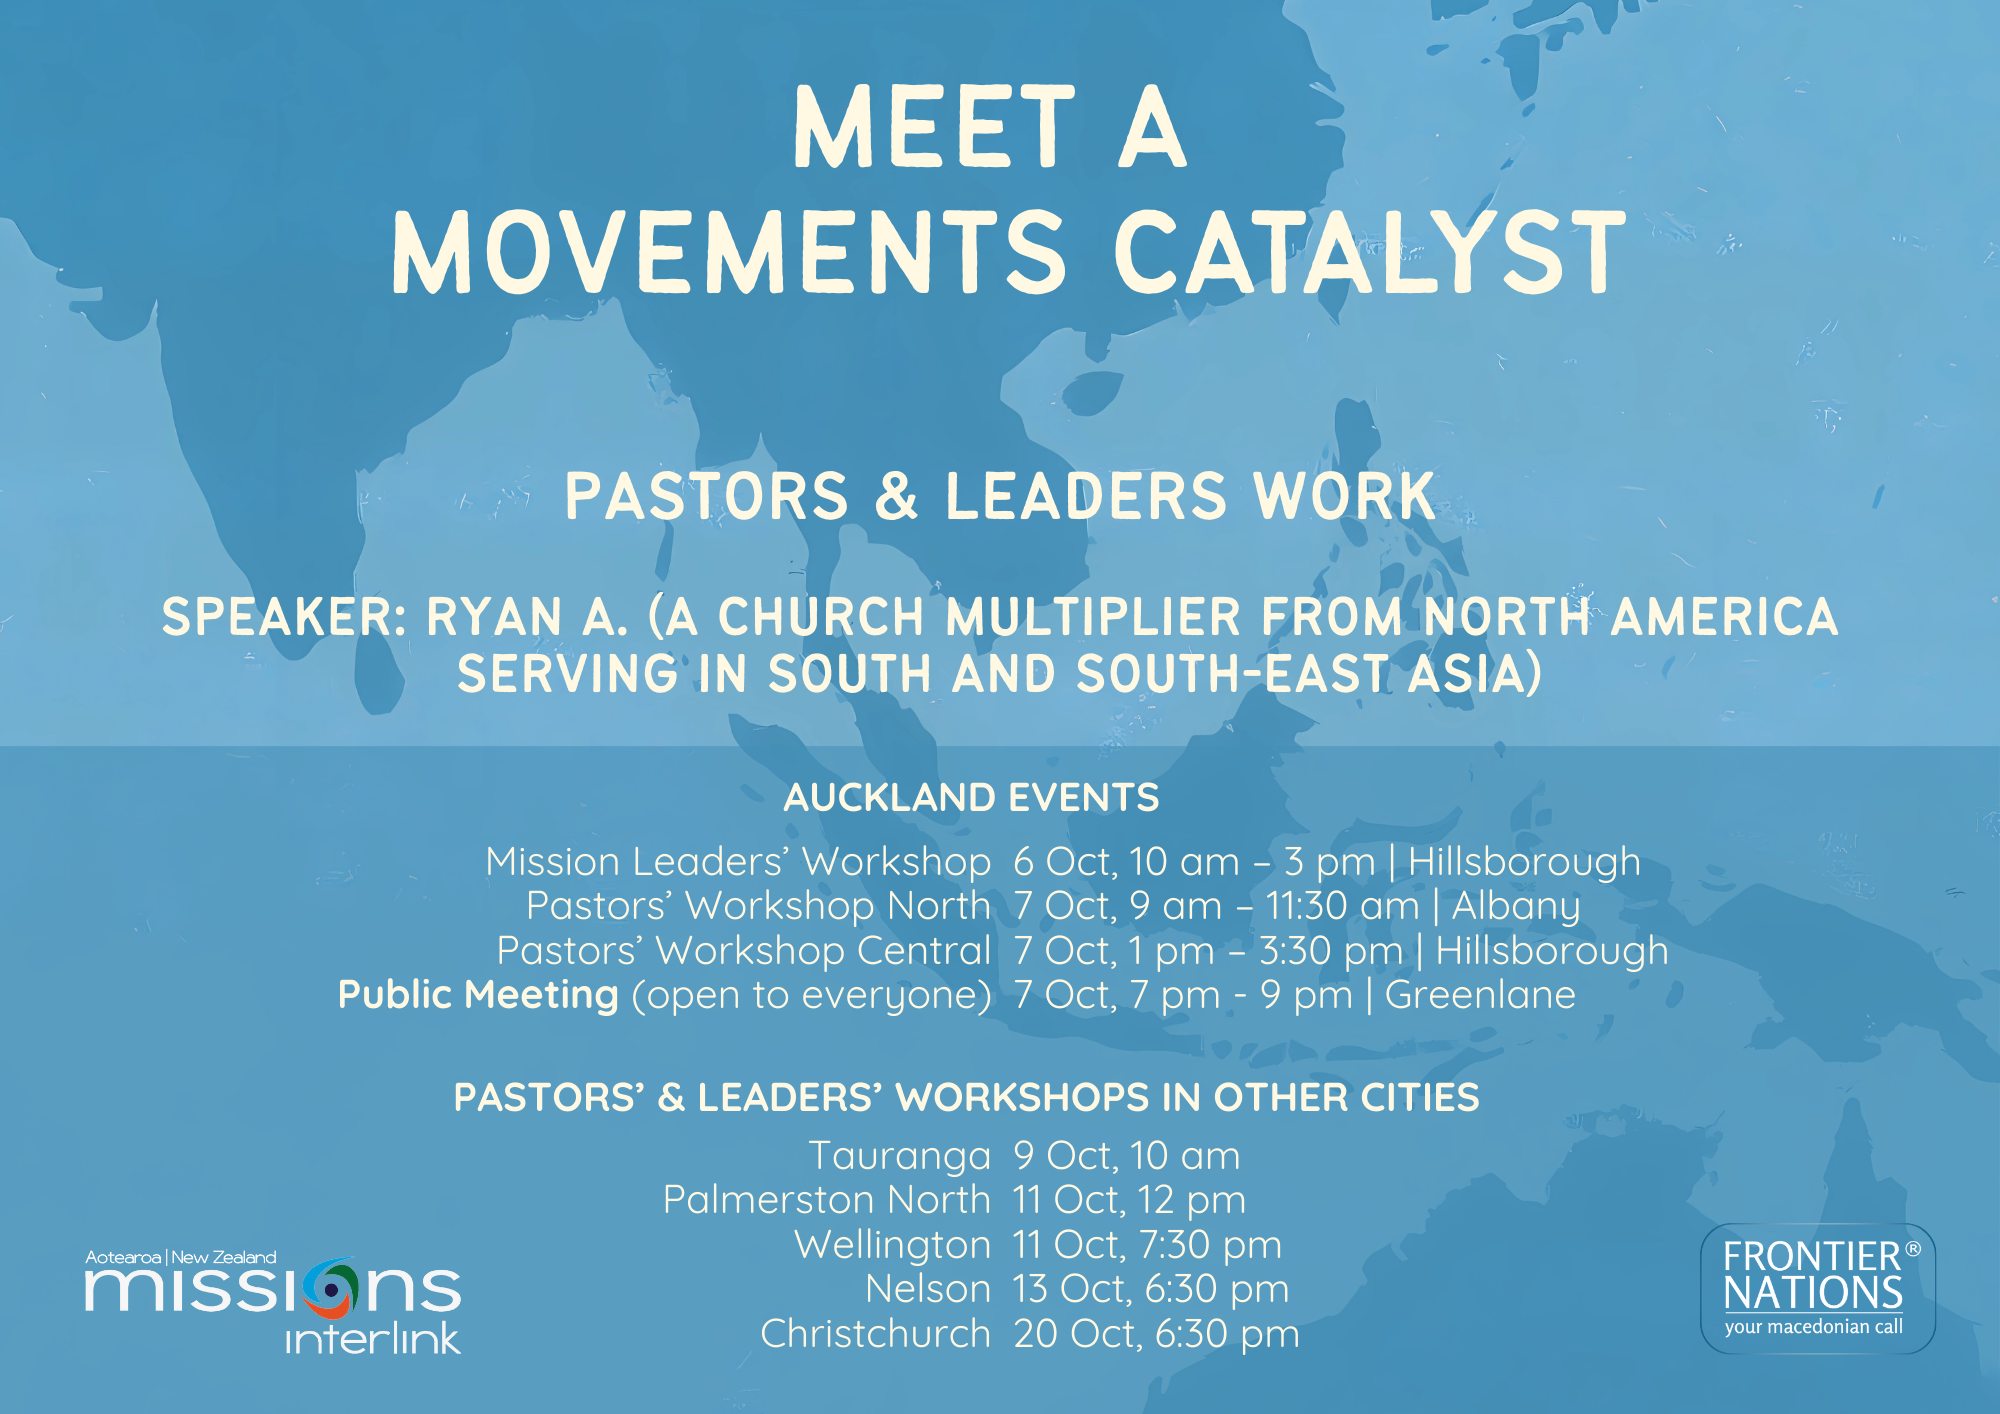 MEET A
MOVEMENTS CATALYST
PASTORS & LEADERS WORK
SPEAKER: RYAN A. (A CHURCH MULTIPLIER FROM NORTH AMERICA
SERVING IN SOUTH AND SOUTH-EAST ASIA)
AUCKLAND EVENTS
Mission Leaders’ Workshop 6 Oct, 10 am – 3 pm | Hillsborough
Pastors’ Workshop North 7 Oct, 9 am – 11:30 am | Albany
Pastors’ Workshop Central 7 Oct, 1 pm – 3:30 pm | Hillsborough
Public Meeting (open to everyone) 7 Oct, 7 pm - 9 pm | Greenlane
PASTORS’ & LEADERS’ WORKSHOPS IN OTHER CITIES
Tauranga 9 Oct, 10 am
Palmerston North 11 Oct, 12 pm
Wellington 11 Oct, 7:30 pm
Nelson 13 Oct, 6:30 pm
Christchurch 20 Oct, 6:30 pm
Aotearoa | New Zealand
missions
interlink
FRONTIER®
NATIONS
your macedonian call